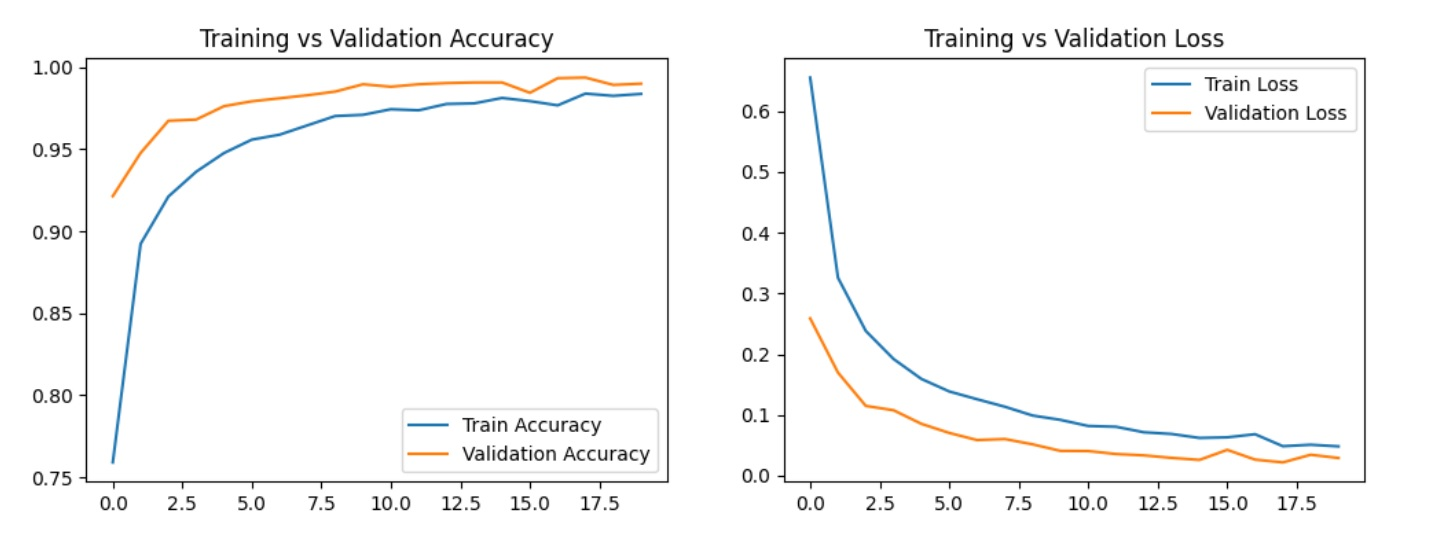 Training vs Validation Accuracy
1.00
0.95
0.90
0.85
0.80
0.75
0.0 2.5 5.0 7.5 10.0 12.5 15.0 17.5
Train Accuracy
Validation Accuracy
Training vs Validation Loss
0.6
0.5
0.4
0.3
0.2
0.1
0.0
0.0 2.5 5.0 7.5 10.0 12.5 15.0 17.5
Train Loss
Validation Loss